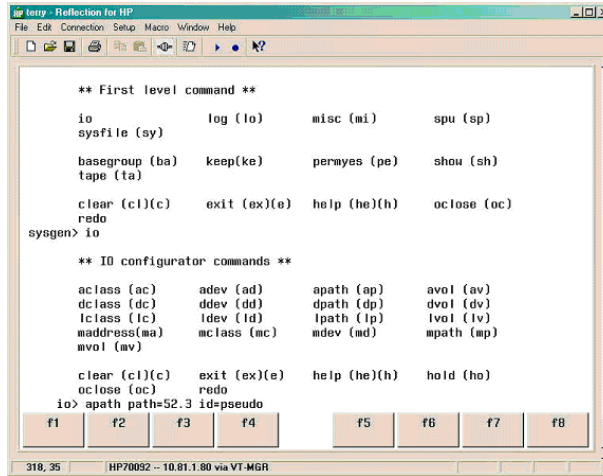 terry - Reflection for HP
File Edit Connection Setup Macro Window Help
** First level command **
io log (lo) misc (mi) spu (sp)
sysfile (sy)
basegroup (ba) keep(ke) permyes (pe) show (sh)
tape (ta)
clear (cl)(c) exit (ex)(e) help (he)(h) oclose (oc)
redo
sysgen> io
** IO configurator commands **
aclass (ac) adev (ad) apath (ap) avol (av)
dclass (dc) ddev (dd) dpath (dp) dvol (dv)
lclass (lc) ldev (ld) lpath (lp) lvol (lv)
maddress(ma) mclass (mc) mdev (md) mpath (mp)
mvol (mv)
clear (cl)(c) exit (ex)(e) help (he)(h) hold (ho)
oclose (oc) redo
io> apath path=52.3 id=pseudo
f1 f2 f3 f4 f5 f6 f7 f8
318, 35 HP70092 -- 10.81.1.80 via VT-MGR